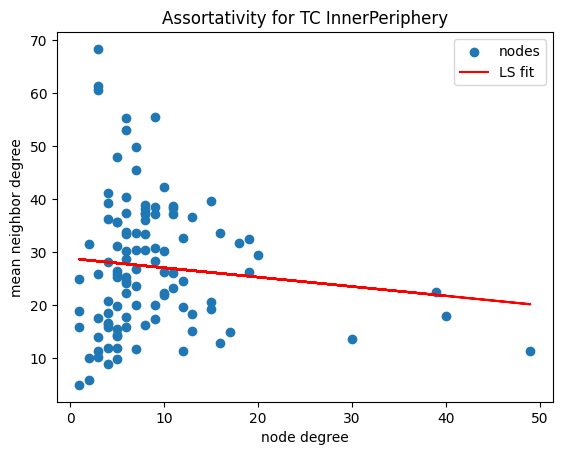 Assortativity for TC InnerPeriphery
nodes
LS fit
mean neighbor degree
70
60
50
40
30
20
10
0 10 20 30 40 50
node degree